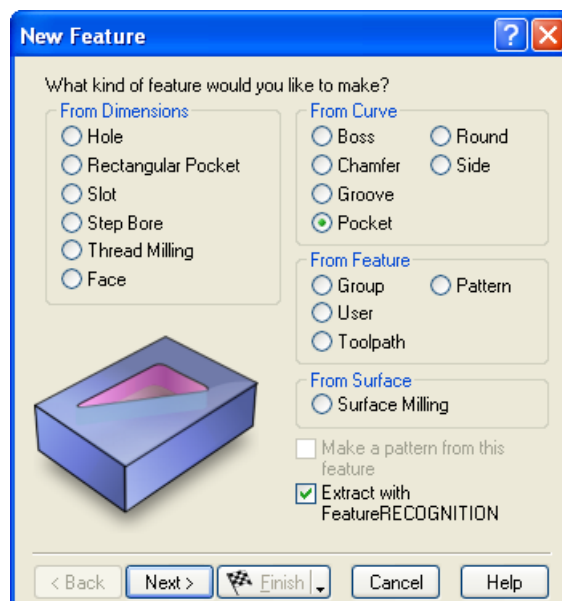 New Feature
What kind of feature would you like to make?
From Dimensions
Hole
Rectangular Pocket
Slot
Step Bore
Thread Milling
Face
From Curve
Boss
Round
Chamfer
Side
Groove
Pocket
From Feature
Group
Pattern
User
Toolpath
From Surface
Surface Milling
Make a pattern from this
feature
Extract with
FeatureRECOGNITION
< Back
Next >
Finish
Cancel
Help